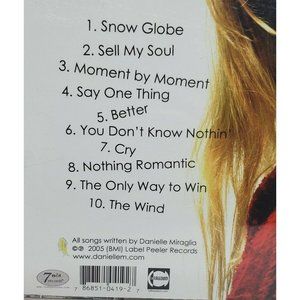 1. Snow Globe
2. Sell My Soul
3. Moment by Moment
4. Say One Thing
5. Better
6. You Don't Know Nothin'
7. Cry
8. Nothing Romantic
9. The Only Way to Win
10. The Wind
All songs written by Danielle Miraglia
©℗ 2005 (BMI) Label Peeler Records
www.daniellem.com
7
7 86851 0419 2 7